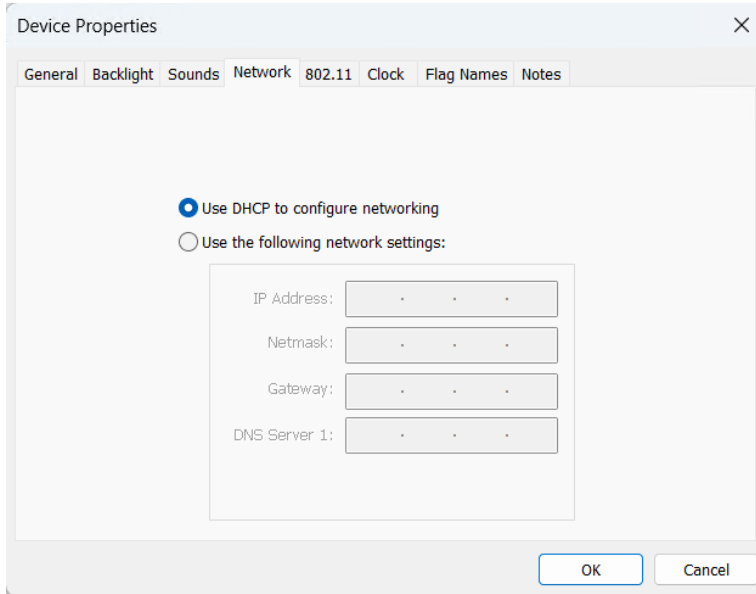 Device Properties
General Backlight Sounds Network 802.11 Clock Flag Names Notes
Use DHCP to configure networking
Use the following network settings:
IP Address: . . .
Netmask: . . .
Gateway: . . .
DNS Server 1: . . .
OK Cancel